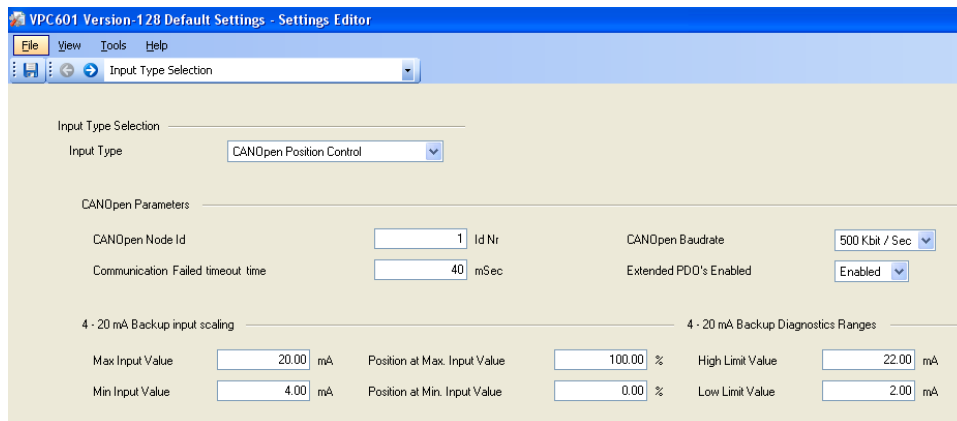 VPC601 Version-128 Default Settings - Settings Editor
File View Tools Help
Input Type Selection
Input Type Selection
Input Type CANOpen Position Control
CANOpen Parameters
CANOpen Node Id 1 Id Nr CANOpen Baudrate 500 Kbit / Sec
Communication Failed timeout time 40 mSec Extended PDO's Enabled Enabled
4 - 20 mA Backup input scaling 4 - 20 mA Backup Diagnostics Ranges
Max Input Value 20.00 mA Position at Max. Input Value 100.00 % High Limit Value 22.00 mA
Min Input Value 4.00 mA Position at Min. Input Value 0.00 % Low Limit Value 2.00 mA